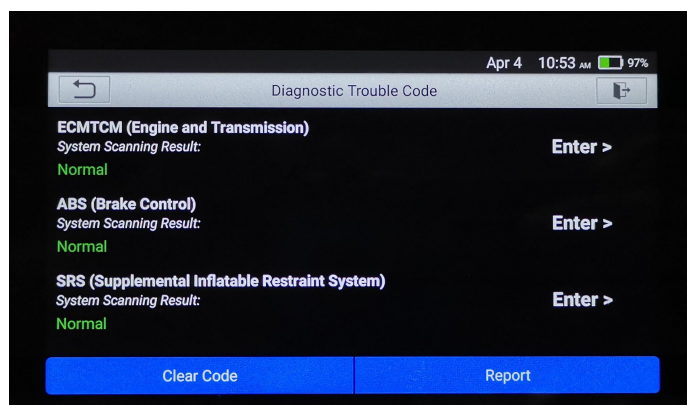 Apr 4 10:53 AM 97%
Diagnostic Trouble Code
ECMTCM (Engine and Transmission)
System Scanning Result:
Enter >
Normal
ABS (Brake Control)
System Scanning Result:
Enter >
Normal
SRS (Supplemental Inflatable Restraint System)
System Scanning Result:
Enter >
Normal
Clear Code
Report